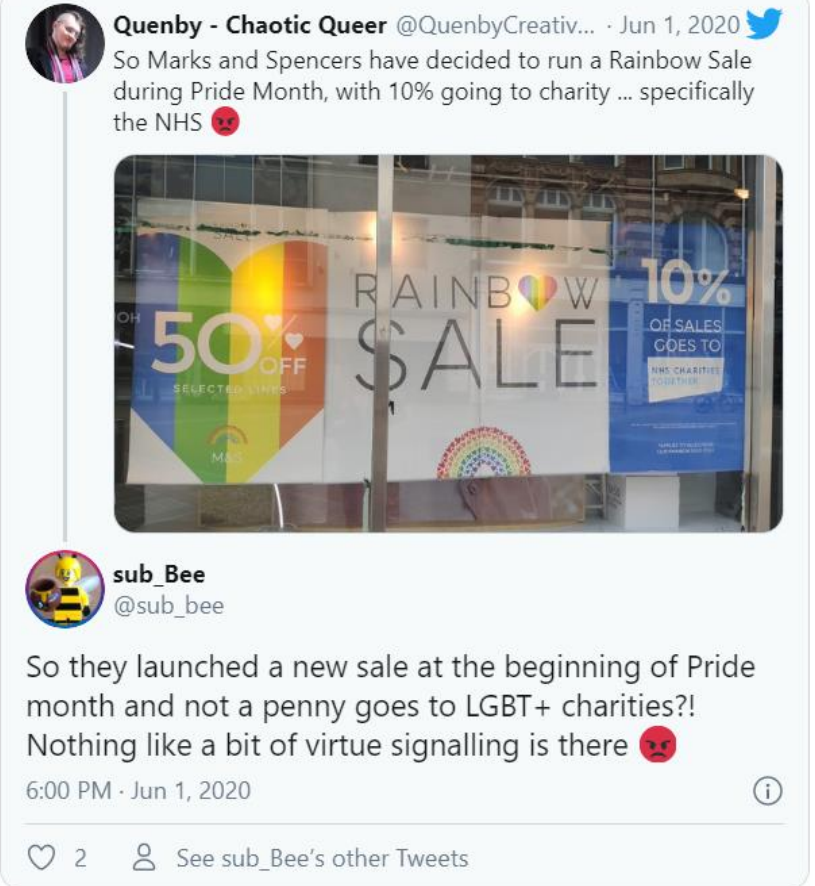 Quenby - Chaotic Queer @QuenbyCreativ... · Jun 1, 2020
So Marks and Spencers have decided to run a Rainbow Sale
during Pride Month, with 10% going to charity ... specifically
the NHS 😡
SALE
50%
OFF
SELECTED LINES
M&S
RAINBOW
SALE
10%
OF SALES
GOES TO
NHS CHARITIES
TOGETHER
sub_Bee
@sub_bee
So they launched a new sale at the beginning of Pride
month and not a penny goes to LGBT+ charities?!
Nothing like a bit of virtue signalling is there 😡
6:00 PM · Jun 1, 2020
2
See sub_Bee's other Tweets